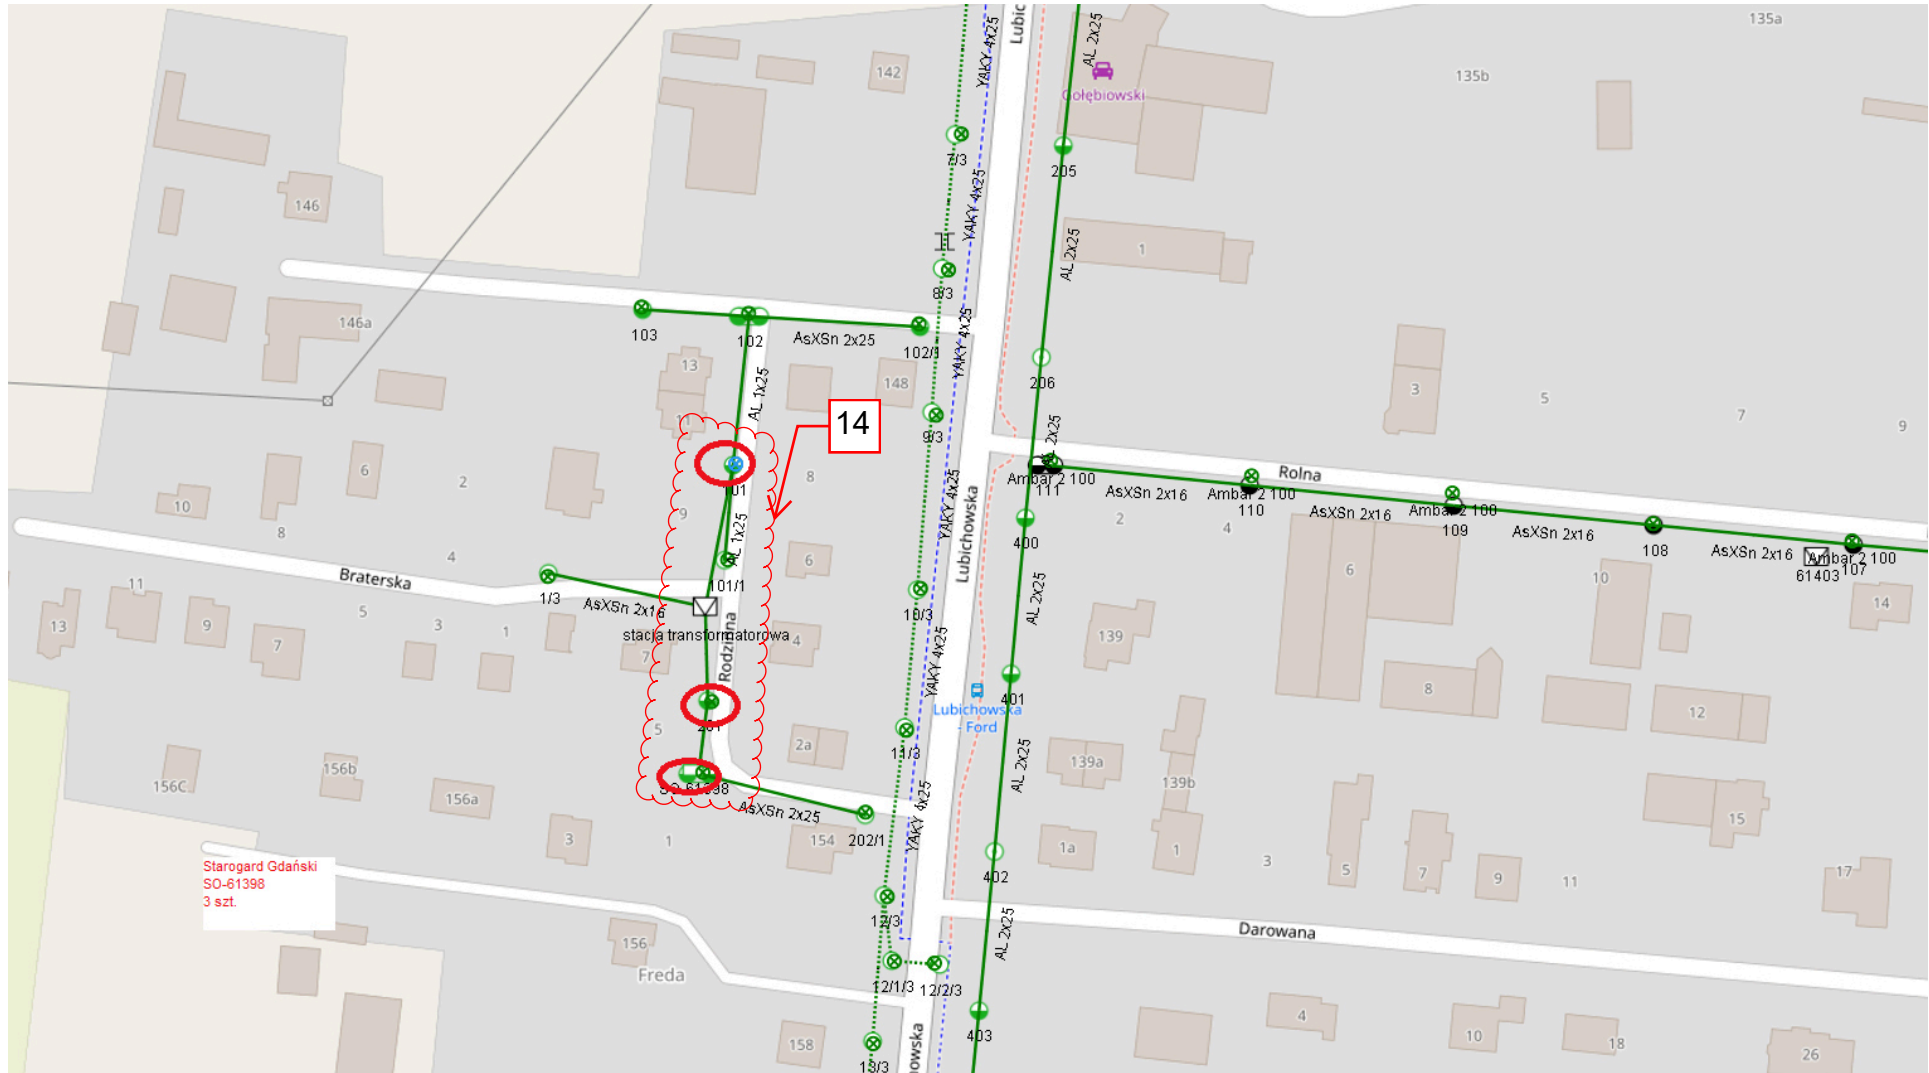 135a
Lubic
YAKY 4x25
AL 2x25
135b
142
Gołębiowski
7/3
205
146
YAKY 4x25
AL 2x25
1
8/3
146a
103
102
AsXSn 2x25
102/1
YAKY 4x25
206
13
148
AL 1x25
3
5
7
9
11
14
9/3
AL 2x25
Rolna
6
2
8
101
Ambar 2 100
111
AsXSn 2x16
Ambar 2 100
110
AsXSn 2x16
Ambar 2 100
109
AsXSn 2x16
108
AsXSn 2x16
Ambar 2 100
107
61403
10
8
4
9
AL 1x25
YAKY 4x25
Lubichowska
2
4
400
Braterska
11
1/3
AsXSn 2x16
101/1
6
10/3
AL 2x25
6
10
14
13
9
7
5
3
1
stacja transformatorowa
7
Rodzinna
4
139
YAKY 4x25
401
8
12
Lubichowska
- Ford
201
5
2a
11/3
AL 2x25
139a
139b
156C
156b
156a
SO-61398
AsXSn 2x25
202/1
YAKY 4x25
15
3
1
154
1a
1
3
5
7
9
11
17
402
Starogard Gdański
SO-61398
3 szt.
12/3
AL 2x25
Darowana
156
Freda
12/1/3
12/2/3
403
4
10
18
26
158
13/3
howska